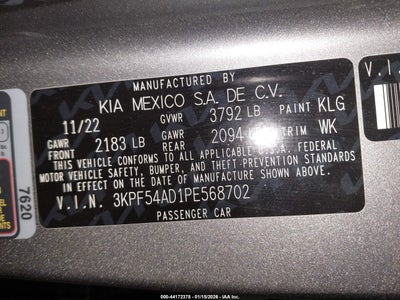 MANUFACTURED BY
KIA MEXICO S.A. DE C.V.
11/22 GVWR 3792 LB PAINT KLG
GAWR FRONT 2183 LB GAWR 2094 TRIM WK
THIS VEHICLE CONFORMS TO ALL APPLICABLE U.S.A. FEDERAL
MOTOR VEHICLE SAFETY, BUMPER, AND THEFT PREVENTION STANDARDS
IN EFFECT ON THE DATE OF MANUFACTURE SHOWN ABOVE.
V.I.N. 3KPF54AD1PE568702
PASSENGER CAR
V.I.
7620
000-44172378 - 01/15/2026 - IAA Inc.